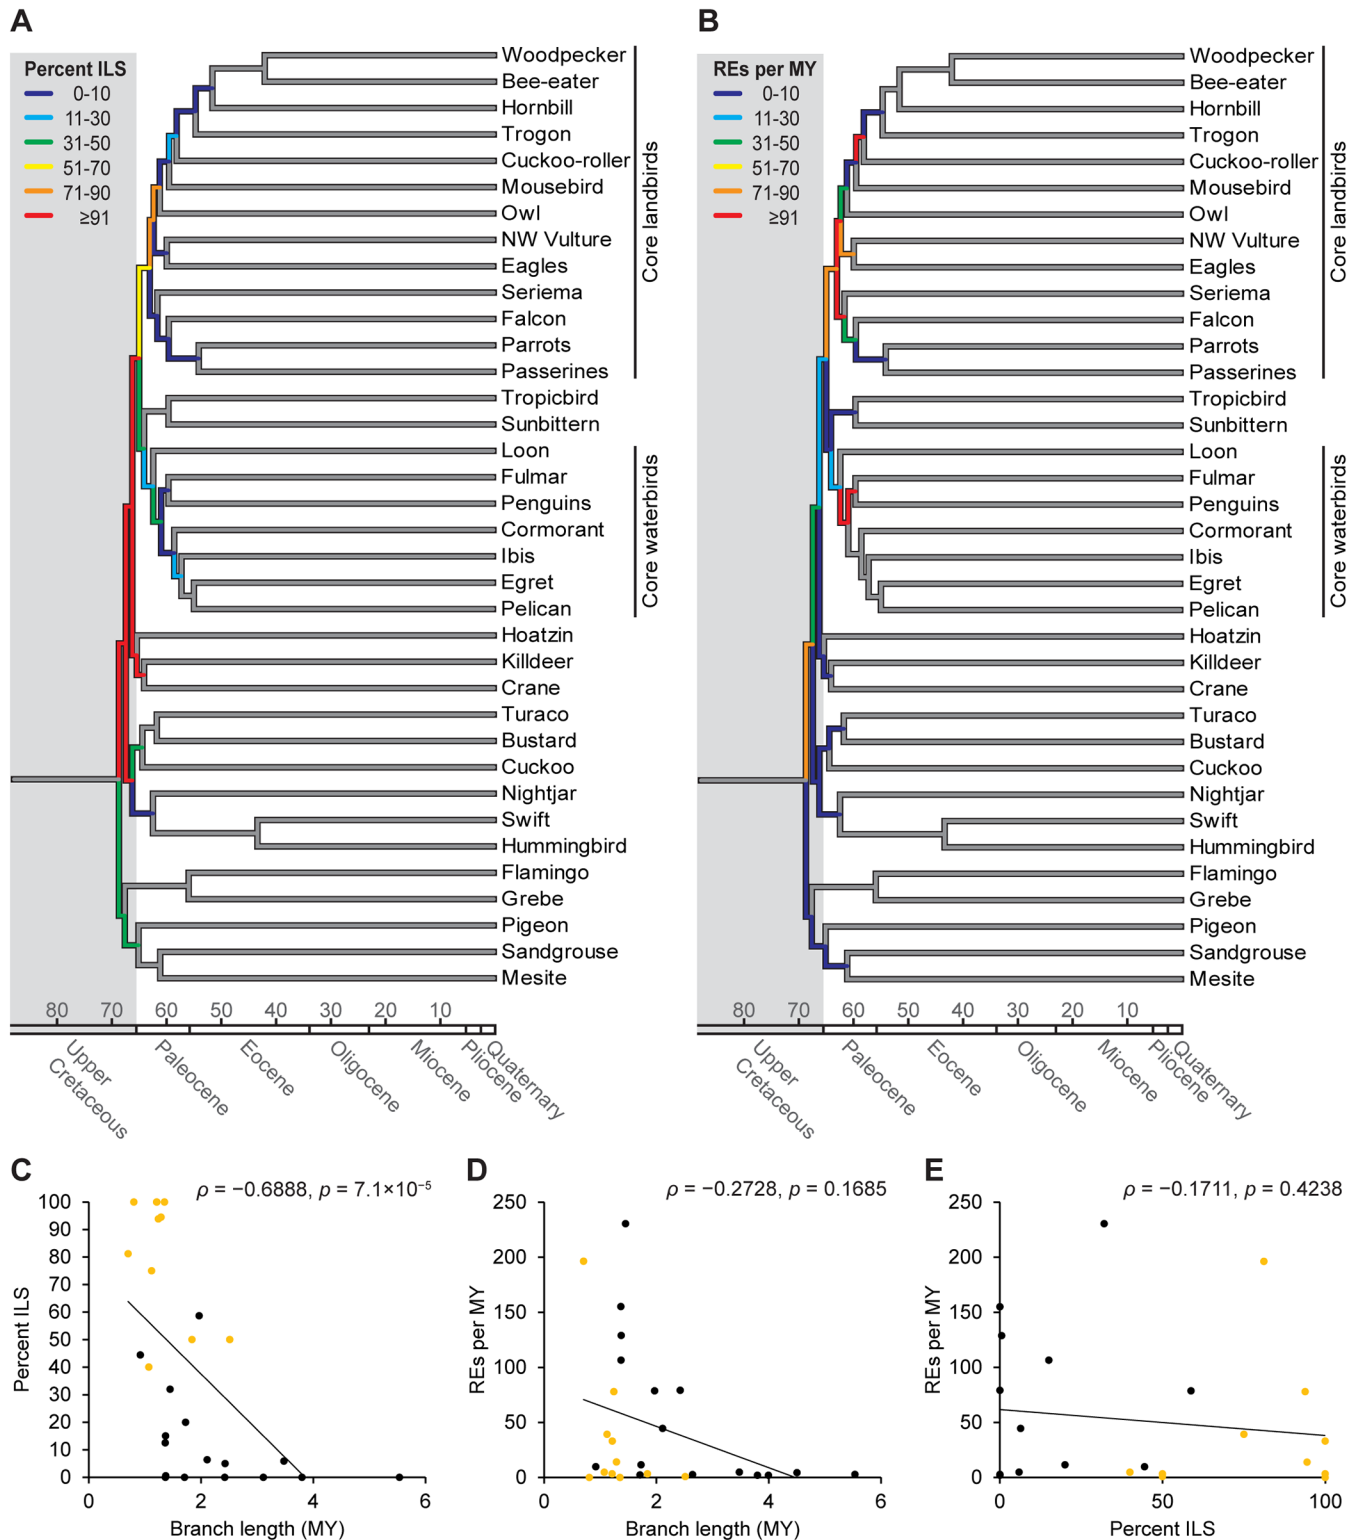 A
Percent ILS
0-10
11-30
31-50
51-70
71-90
≥91
Woodpecker
Bee-eater
Hornbill
Trogon
Cuckoo-roller
Mousebird
Owl
NW Vulture
Eagles
Seriema
Falcon
Parrots
Passerines
Tropicbird
Sunbittern
Loon
Fulmar
Penguins
Cormorant
Ibis
Egret
Pelican
Hoatzin
Killdeer
Crane
Turaco
Bustard
Cuckoo
Nightjar
Swift
Hummingbird
Flamingo
Grebe
Pigeon
Sandgrouse
Mesite
Core landbirds
Core waterbirds
80 70 60 50 40 30 20 10
Upper
Cretaceous
Paleocene
Eocene
Oligocene
Miocene
Pliocene
Quaternary
B
REs per MY
0-10
11-30
31-50
51-70
71-90
≥91
Woodpecker
Bee-eater
Hornbill
Trogon
Cuckoo-roller
Mousebird
Owl
NW Vulture
Eagles
Seriema
Falcon
Parrots
Passerines
Tropicbird
Sunbittern
Loon
Fulmar
Penguins
Cormorant
Ibis
Egret
Pelican
Hoatzin
Killdeer
Crane
Turaco
Bustard
Cuckoo
Nightjar
Swift
Hummingbird
Flamingo
Grebe
Pigeon
Sandgrouse
Mesite
Core landbirds
Core waterbirds
80 70 60 50 40 30 20 10
Upper
Cretaceous
Paleocene
Eocene
Oligocene
Miocene
Pliocene
Quaternary
C
ρ = −0.6888, p = 7.1×10⁻⁵
Percent ILS
100
90
80
70
60
50
40
30
20
10
0
0 2 4 6
Branch length (MY)
D
ρ = −0.2728, p = 0.1685
REs per MY
250
200
150
100
50
0
0 2 4 6
Branch length (MY)
E
ρ = −0.1711, p = 0.4238
REs per MY
250
200
150
100
50
0
0 50 100
Percent ILS